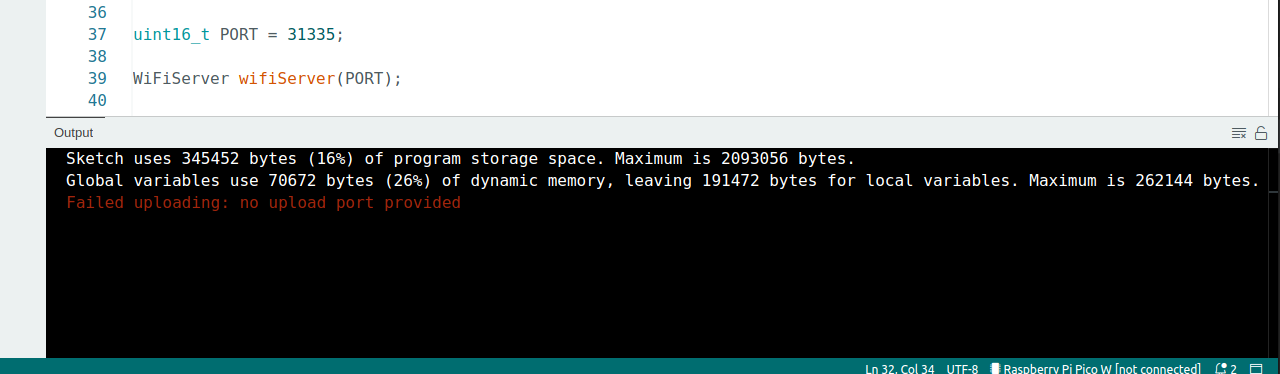 36
37 uint16_t PORT = 31335;
38
39 WiFiServer wifiServer(PORT);
40
Output
Sketch uses 345452 bytes (16%) of program storage space. Maximum is 2093056 bytes.
Global variables use 70672 bytes (26%) of dynamic memory, leaving 191472 bytes for local variables. Maximum is 262144 bytes.
Failed uploading: no upload port provided
Ln 32, Col 34 UTF-8 Raspberry Pi Pico W [not connected] 2